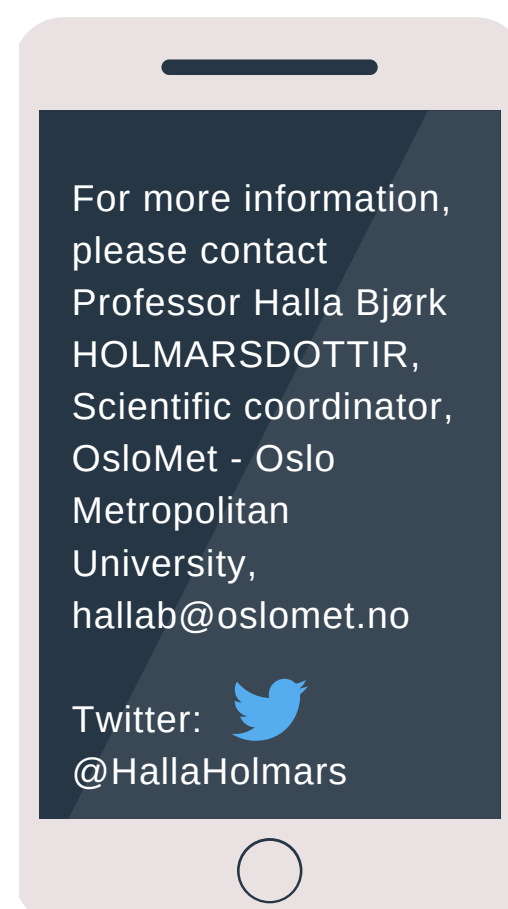 For more information,
please contact
Professor Halla Bjørk
HOLMARSDOTTIR,
Scientific coordinator,
OsloMet - Oslo
Metropolitan
University,
hallab@oslomet.no
Twitter:
@HallaHolmars